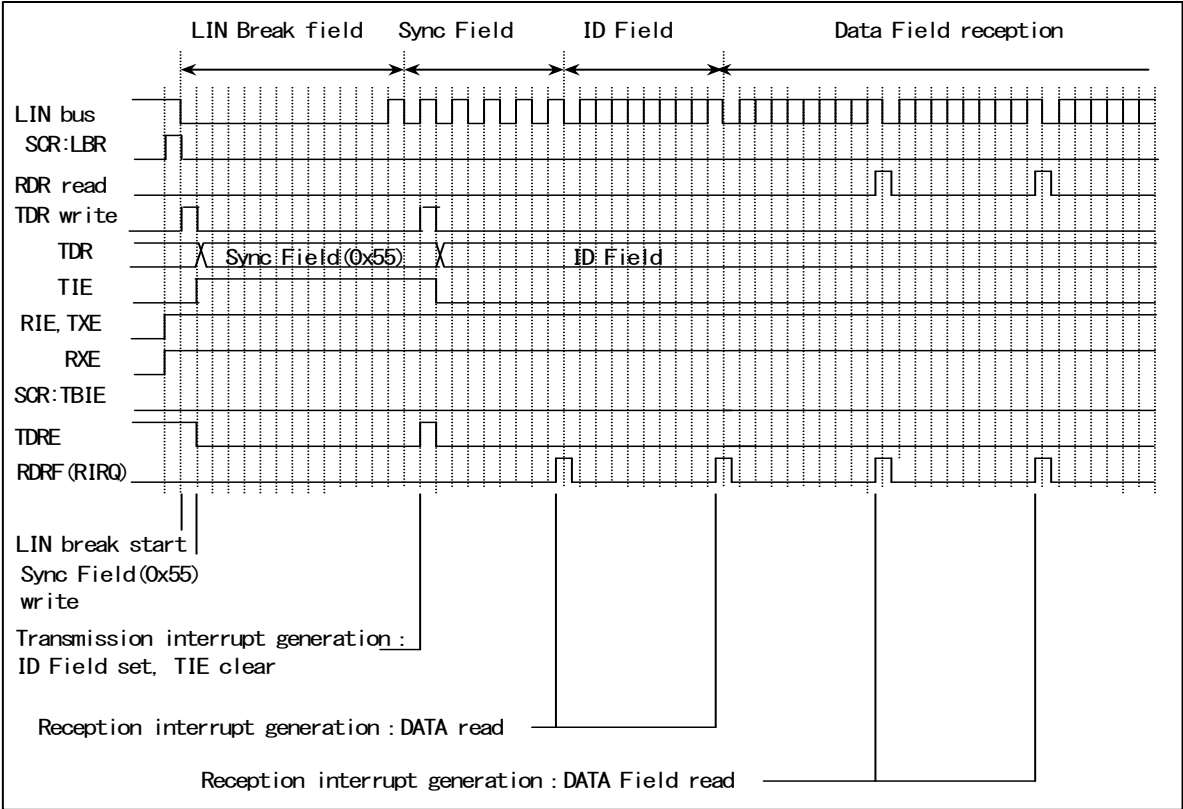 LIN Break field Sync Field ID Field Data Field reception
LIN bus
SCR:LBR
RDR read
TDR write
TDR Sync Field(0x55) ID Field
TIE
RIE,TXE
RXE
SCR:TBIE
TDRE
RDRF(RIRQ)
LIN break start
Sync Field(0x55)
write
Transmission interrupt generation :
ID Field set, TIE clear
Reception interrupt generation : DATA read
Reception interrupt generation : DATA Field read